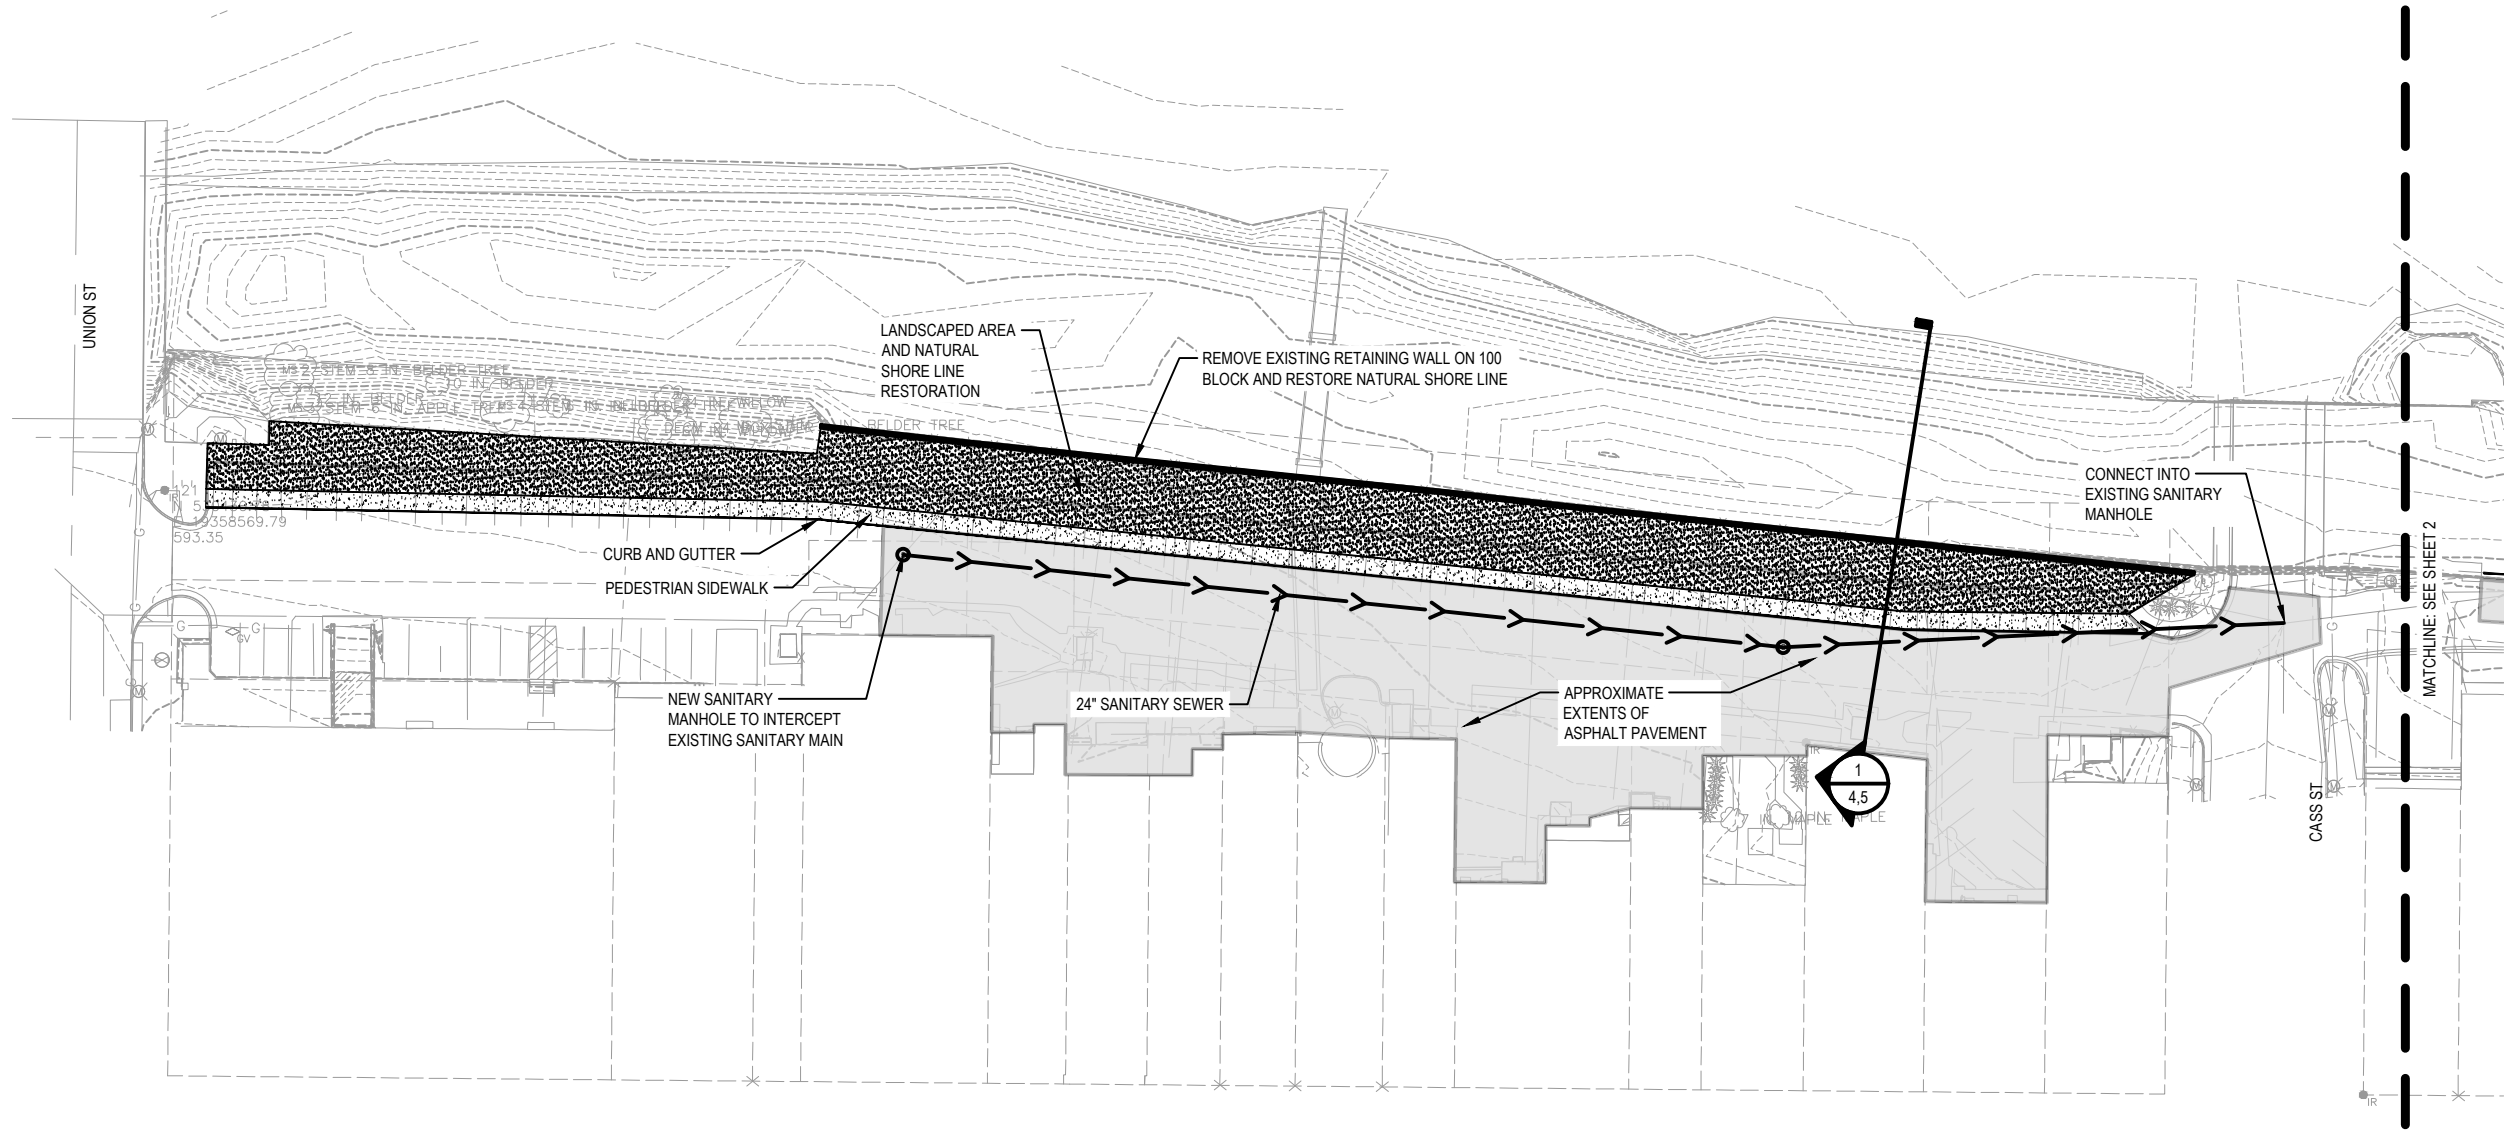 UNION ST
LANDSCAPED AREA
AND NATURAL
SHORE LINE
RESTORATION
REMOVE EXISTING RETAINING WALL ON 100
BLOCK AND RESTORE NATURAL SHORE LINE
CONNECT INTO
EXISTING SANITARY
MANHOLE
593.35
CURB AND GUTTER
PEDESTRIAN SIDEWALK
NEW SANITARY
MANHOLE TO INTERCEPT
EXISTING SANITARY MAIN
24" SANITARY SEWER
APPROXIMATE
EXTENTS OF
ASPHALT PAVEMENT
1
4,5
CASS ST
MATCHLINE: SEE SHEET 2
GV
IR